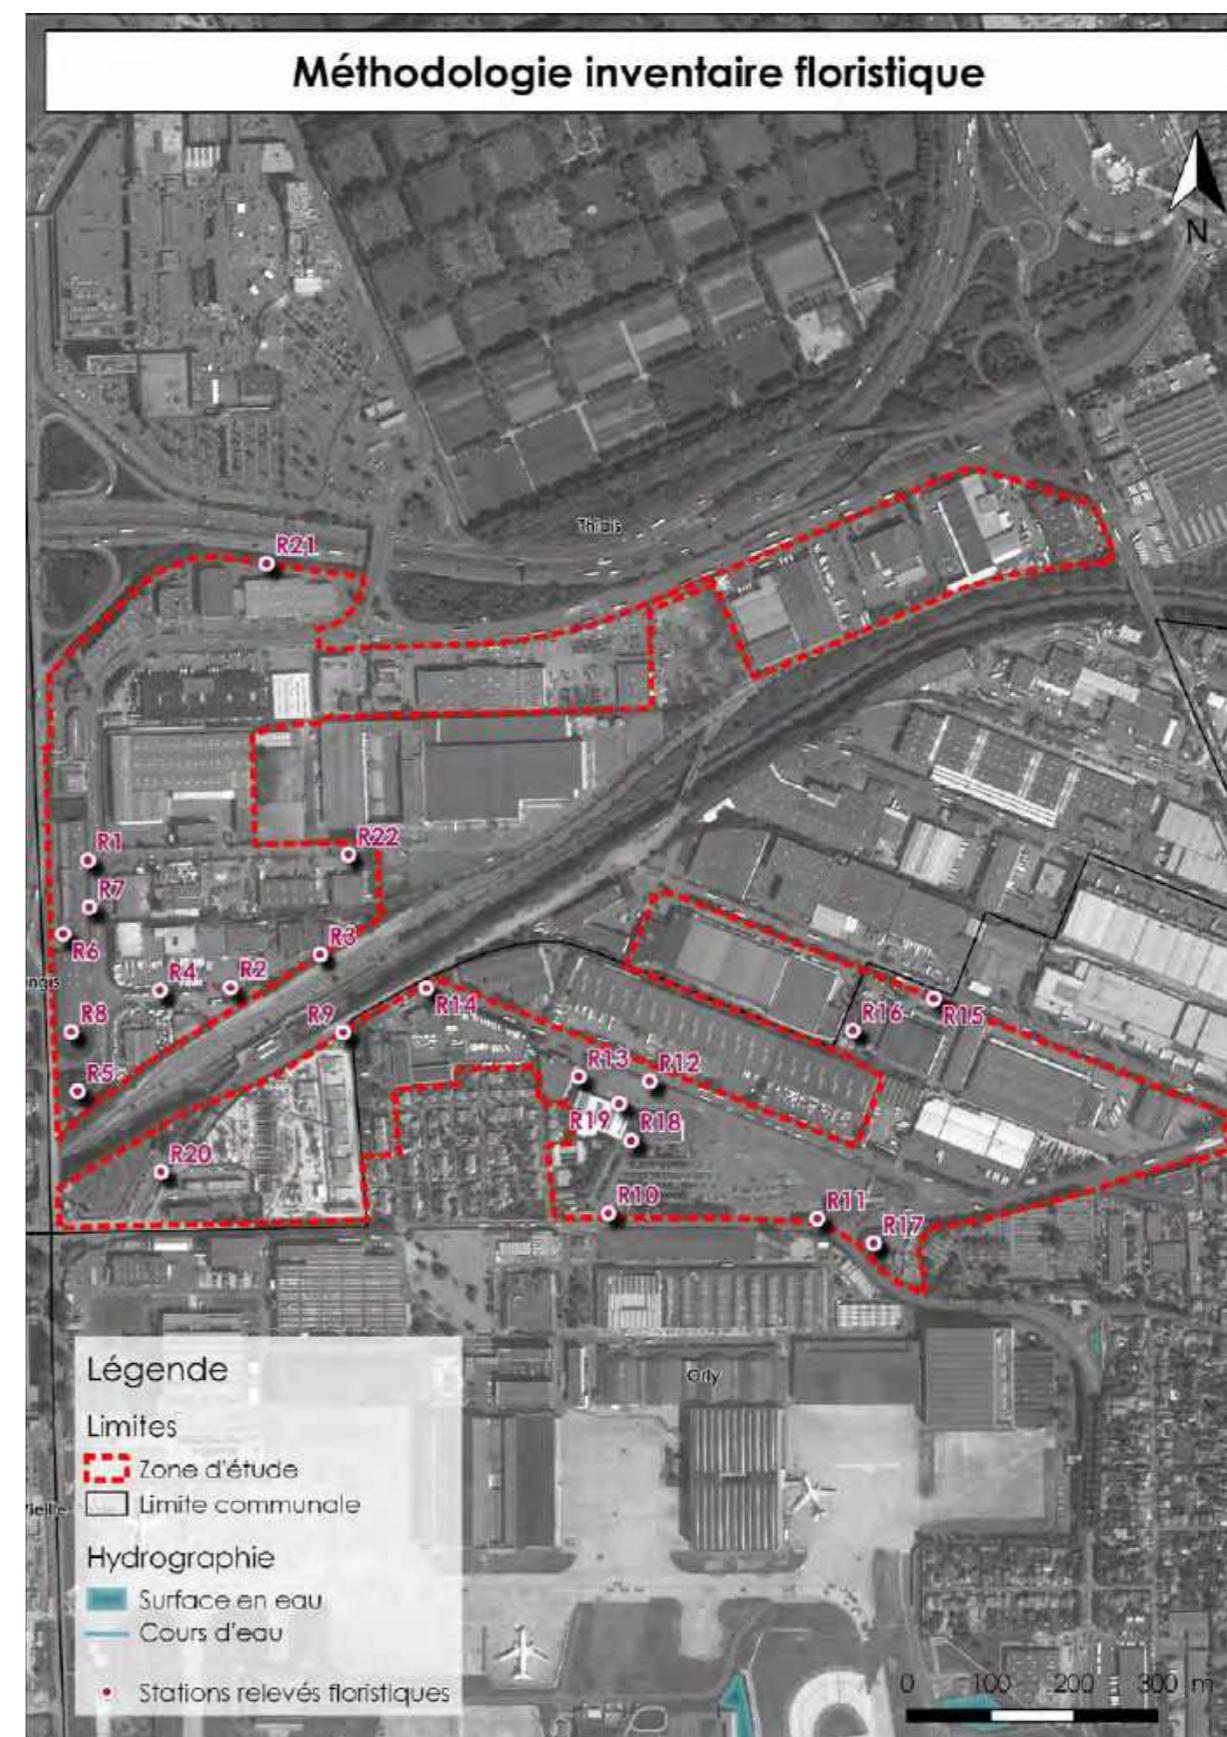 Méthodologie inventaire floristique
N
Thiais
R21
R1
R22
R7
R6
R3
R4
R2
R8
R9
R14
R5
R16
R15
R13
R12
R19
R18
R20
R10
R11
R17
Orly
Légende
Limites
Zone d'étude
Limite communale
Hydrographie
Surface en eau
Cours d'eau
Stations relevés floristiques
0 100 200 300 m